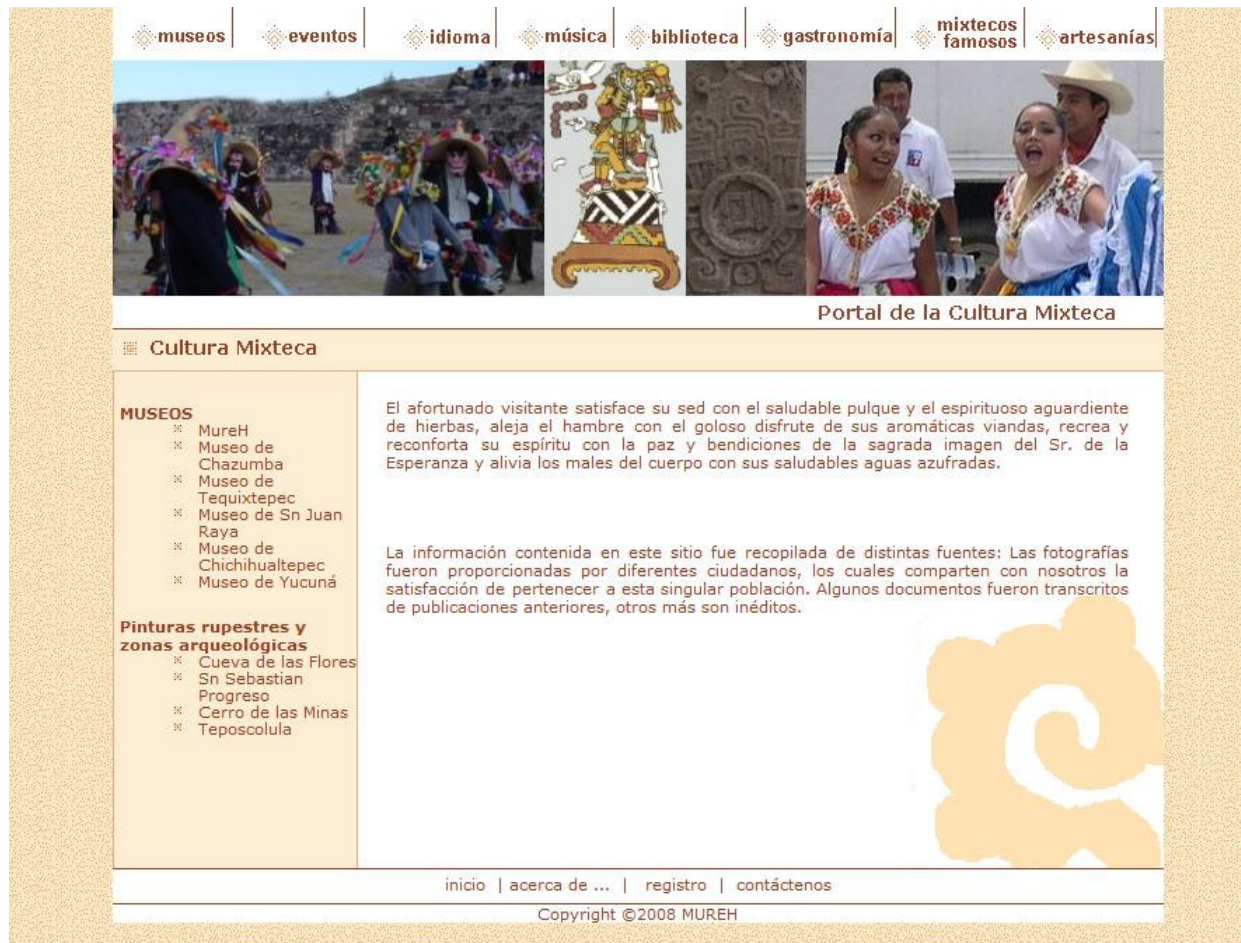 museos
eventos
idioma
música
biblioteca
gastronomía
mixtecos
famosos
artesanías
Portal de la Cultura Mixteca
Cultura Mixteca
MUSEOS
MureH
Museo de
Chazumba
Museo de
Tequixtepec
Museo de Sn Juan
Raya
Museo de
Chichihualtepec
Museo de Yucuná
Pinturas rupestres y
zonas arqueológicas
Cueva de las Flores
Sn Sebastian
Progreso
Cerro de las Minas
Teposcolula
El afortunado visitante satisface su sed con el saludable pulque y el espirituoso aguardiente
de hierbas, aleja el hambre con el goloso disfrute de sus aromáticas viandas, recrea y
reconforta su espíritu con la paz y bendiciones de la sagrada imagen del Sr. de la
Esperanza y alivia los males del cuerpo con sus saludables aguas azufradas.
La información contenida en este sitio fue recopilada de distintas fuentes: Las fotografías
fueron proporcionadas por diferentes ciudadanos, los cuales comparten con nosotros la
satisfacción de pertenecer a esta singular población. Algunos documentos fueron transcritos
de publicaciones anteriores, otros más son inéditos.
inicio | acerca de ... | registro | contáctenos
Copyright ©2008 MUREH